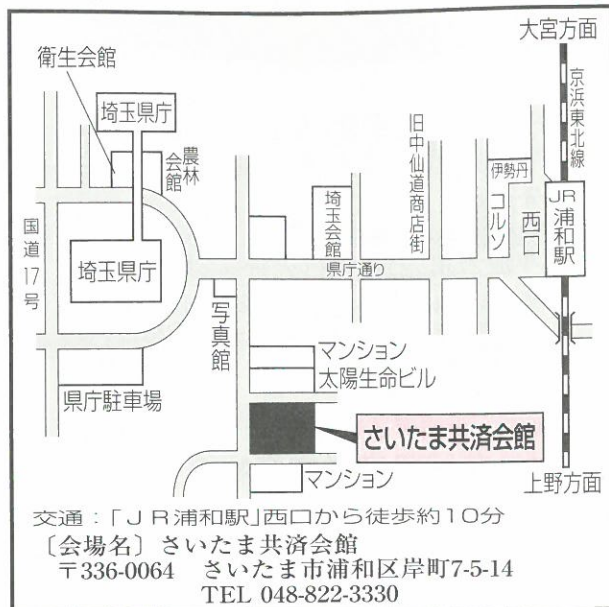 大宮方面
京浜東北線
衛生会館
埼玉県庁
農林会館
旧中仙道商店街
伊勢丹
コルソ
西口
JR浦和駅
埼玉会館
国道17号
埼玉県庁
県庁通り
写真館
マンション
太陽生命ビル
県庁駐車場
さいたま共済会館
マンション
上野方面
交通：「JR浦和駅」西口から徒歩約10分
〔会場名〕さいたま共済会館
〒336-0064　さいたま市浦和区岸町7-5-14
TEL 048-822-3330